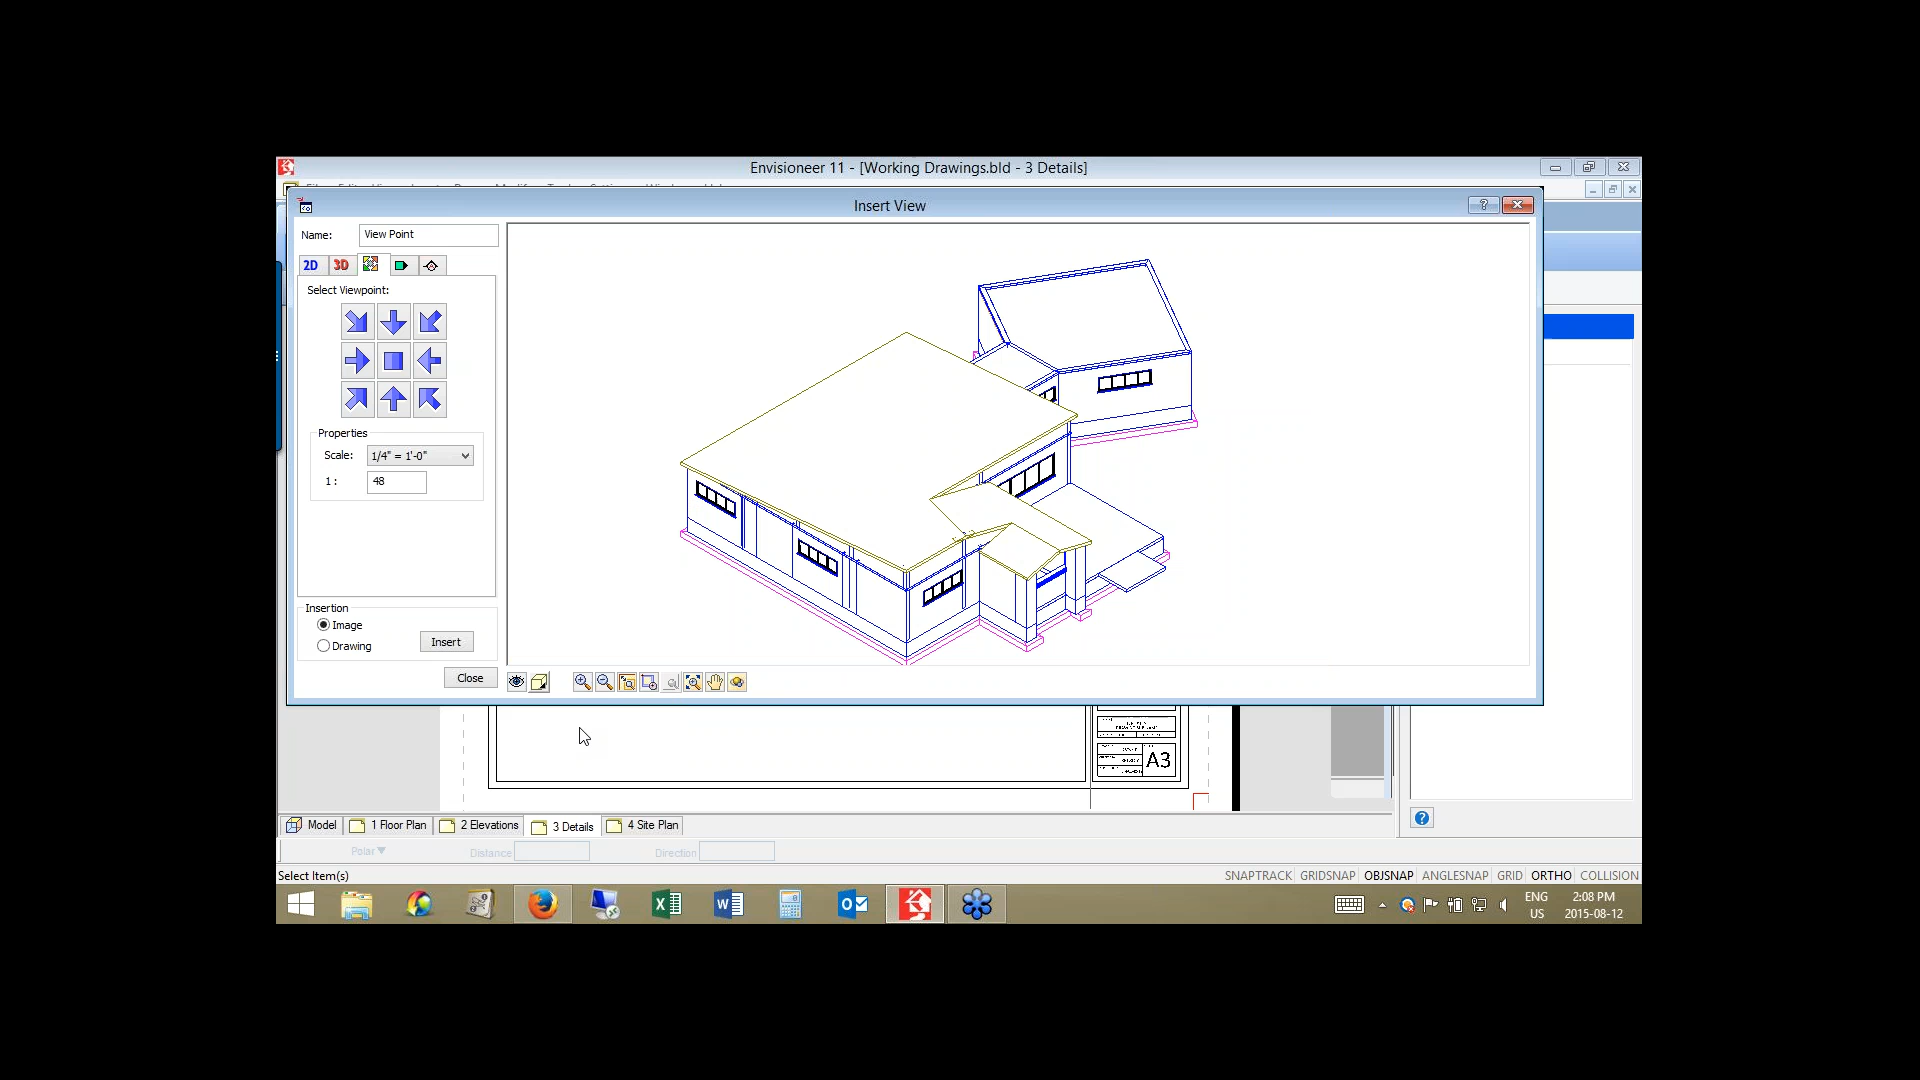 Envisioneer 11 - [Working Drawings.bld - 3 Details]
Insert View
?
Name:
View Point
2D 3D
Select Viewpoint:
Properties
Scale:
1/4" = 1'-0"
1 :
48
Insertion
Image
Drawing
Insert
Close
A3
Model
1 Floor Plan
2 Elevations
3 Details
4 Site Plan
?
Polar
Distance
Direction
Select Item(s)
SNAPTRACK GRIDSNAP OBJSNAP ANGLESNAP GRID ORTHO COLLISION
ENG
US
2:08 PM
2015-08-12